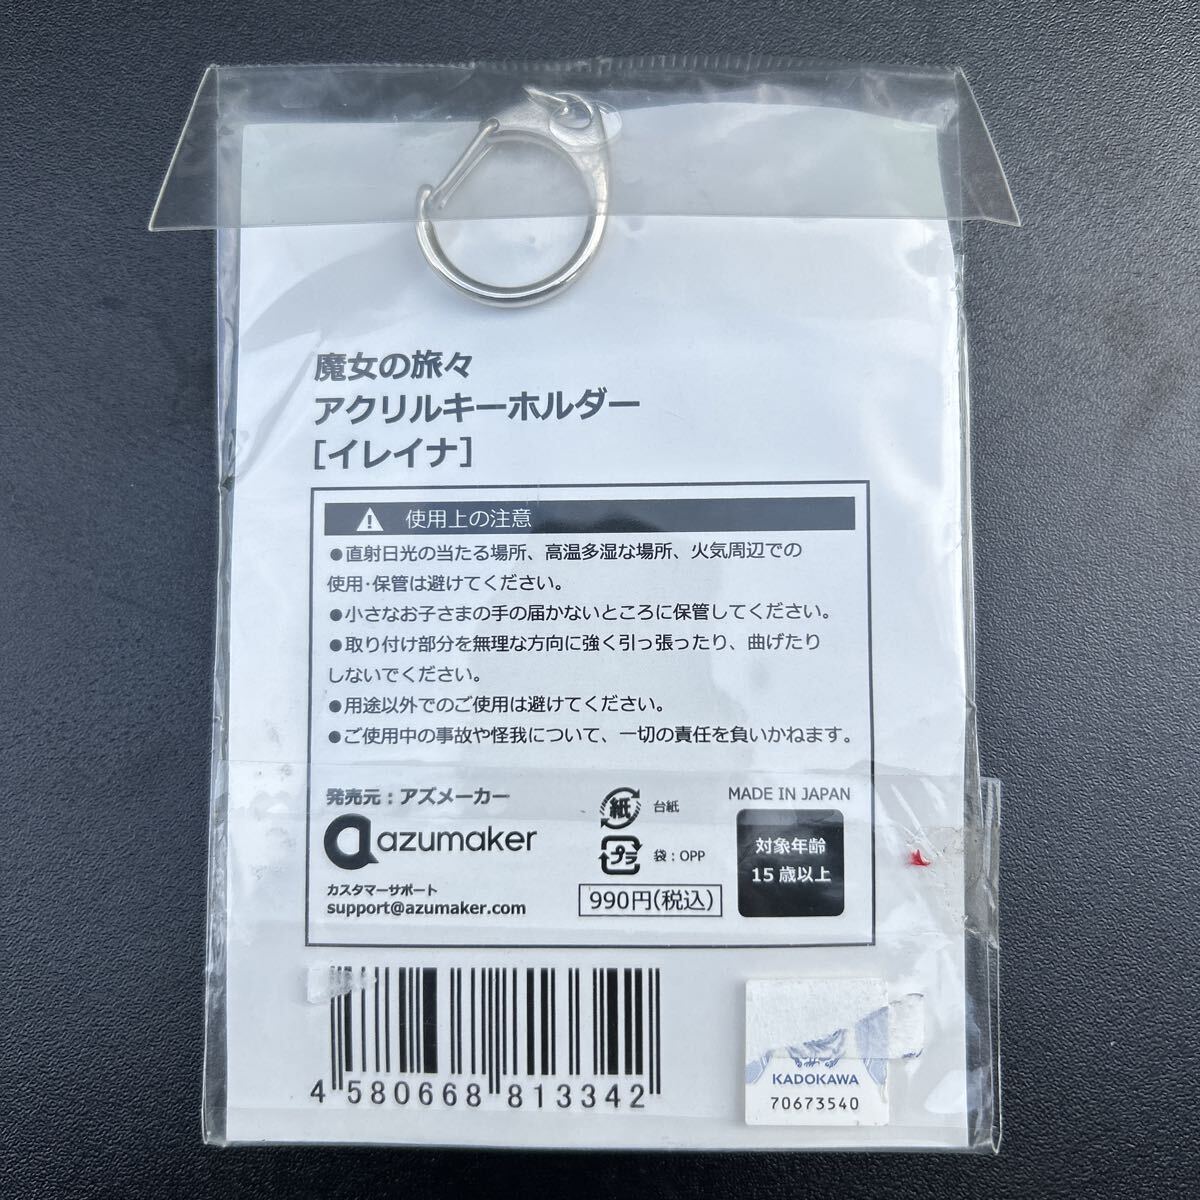 魔女の旅々
アクリルキーホルダー
[イレイナ]
使用上の注意
●直射日光の当たる場所、高温多湿な場所、火気周辺での
使用・保管は避けてください。
●小さなお子さまの手の届かないところに保管してください。
●取り付け部分を無理な方向に強く引っ張ったり、曲げたり
しないでください。
●用途以外でのご使用は避けてください。
●ご使用中の事故や怪我について、一切の責任を負いかねます。
発売元：アズメーカー
azumaker
カスタマーサポート
support@azumaker.com
紙 台紙
プラ 袋：OPP
990円(税込)
MADE IN JAPAN
対象年齢
15歳以上
4 580668 813342
KADOKAWA
70673540